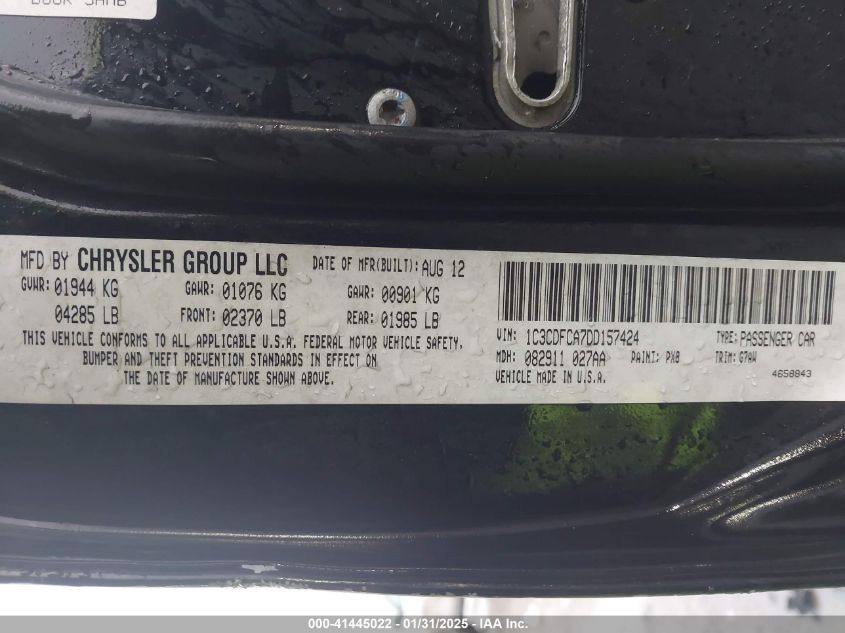 MFD BY CHRYSLER GROUP LLC DATE OF MFR(BUILT): AUG 12
GVWR: 01944 KG GAWR: 01076 KG GAWR: 00901 KG
04285 LB FRONT: 02370 LB REAR: 01985 LB
THIS VEHICLE CONFORMS TO ALL APPLICABLE U.S.A. FEDERAL MOTOR VEHICLE SAFETY,
BUMPER AND THEFT PREVENTION STANDARDS IN EFFECT ON
THE DATE OF MANUFACTURE SHOWN ABOVE.
VIN: 1C3CDFCA7DD157424 TYPE: PASSENGER CAR
MDH: 082911 027AA PAINT: PX8 TRIM: G7AW
VEHICLE MADE IN U.S.A. 4658843
000-41445022 — 01/31/2025 — IAA Inc.